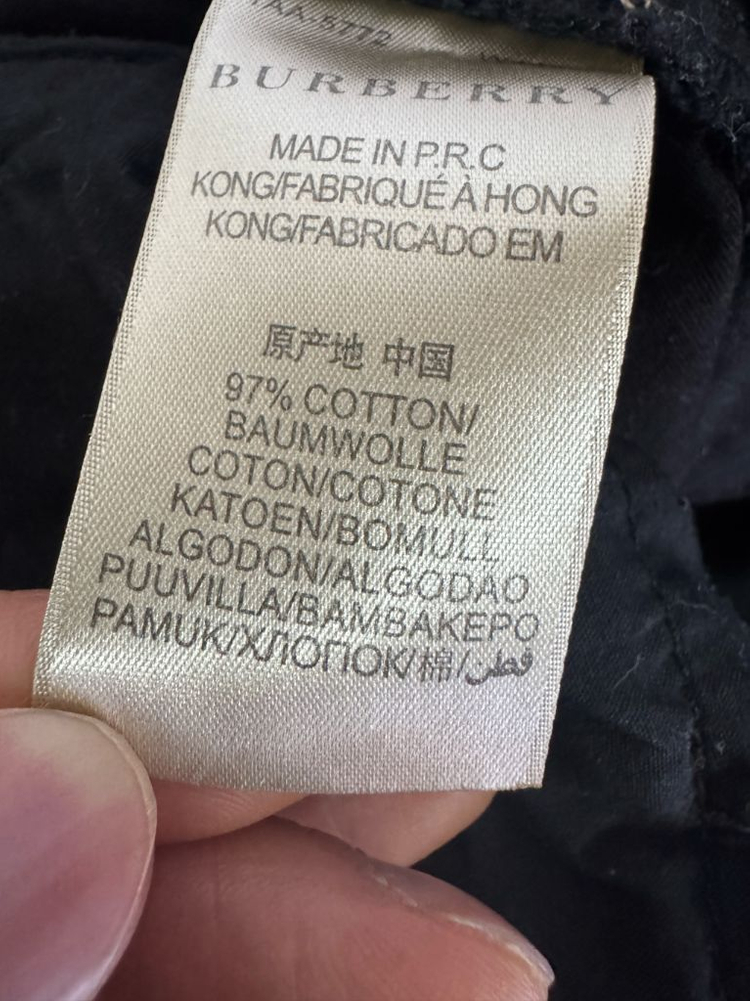 BURBERRY
MADE IN P.R.C
KONG/FABRIQUÉ À HONG
KONG/FABRICADO EM
原产地 中国
97% COTTON/
BAUMWOLLE
COTON/COTONE
KATOEN/BOMULL
ALGODON/ALGODAO
PUUVILLA/BAMBAKEPO
PAMUK/ХЛОПОК/棉/قطن